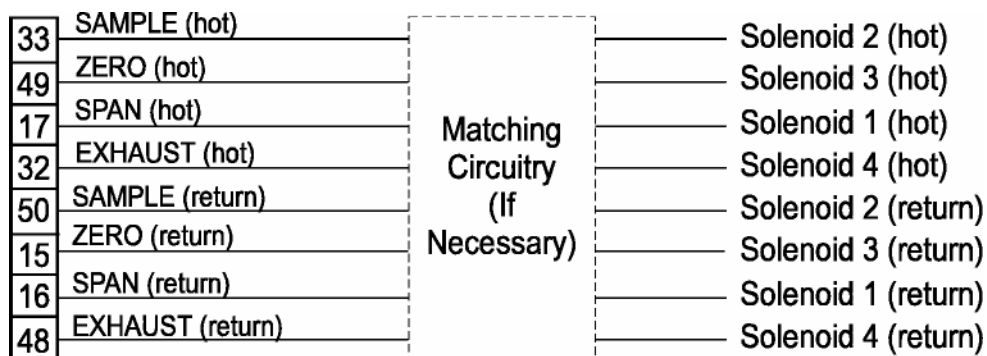 33 SAMPLE (hot) Solenoid 2 (hot)
49 ZERO (hot) Solenoid 3 (hot)
17 SPAN (hot) Solenoid 1 (hot)
32 EXHAUST (hot) Solenoid 4 (hot)
50 SAMPLE (return) Solenoid 2 (return)
15 ZERO (return) Solenoid 3 (return)
16 SPAN (return) Solenoid 1 (return)
48 EXHAUST (return) Solenoid 4 (return)
Matching
Circuitry
(If
Necessary)